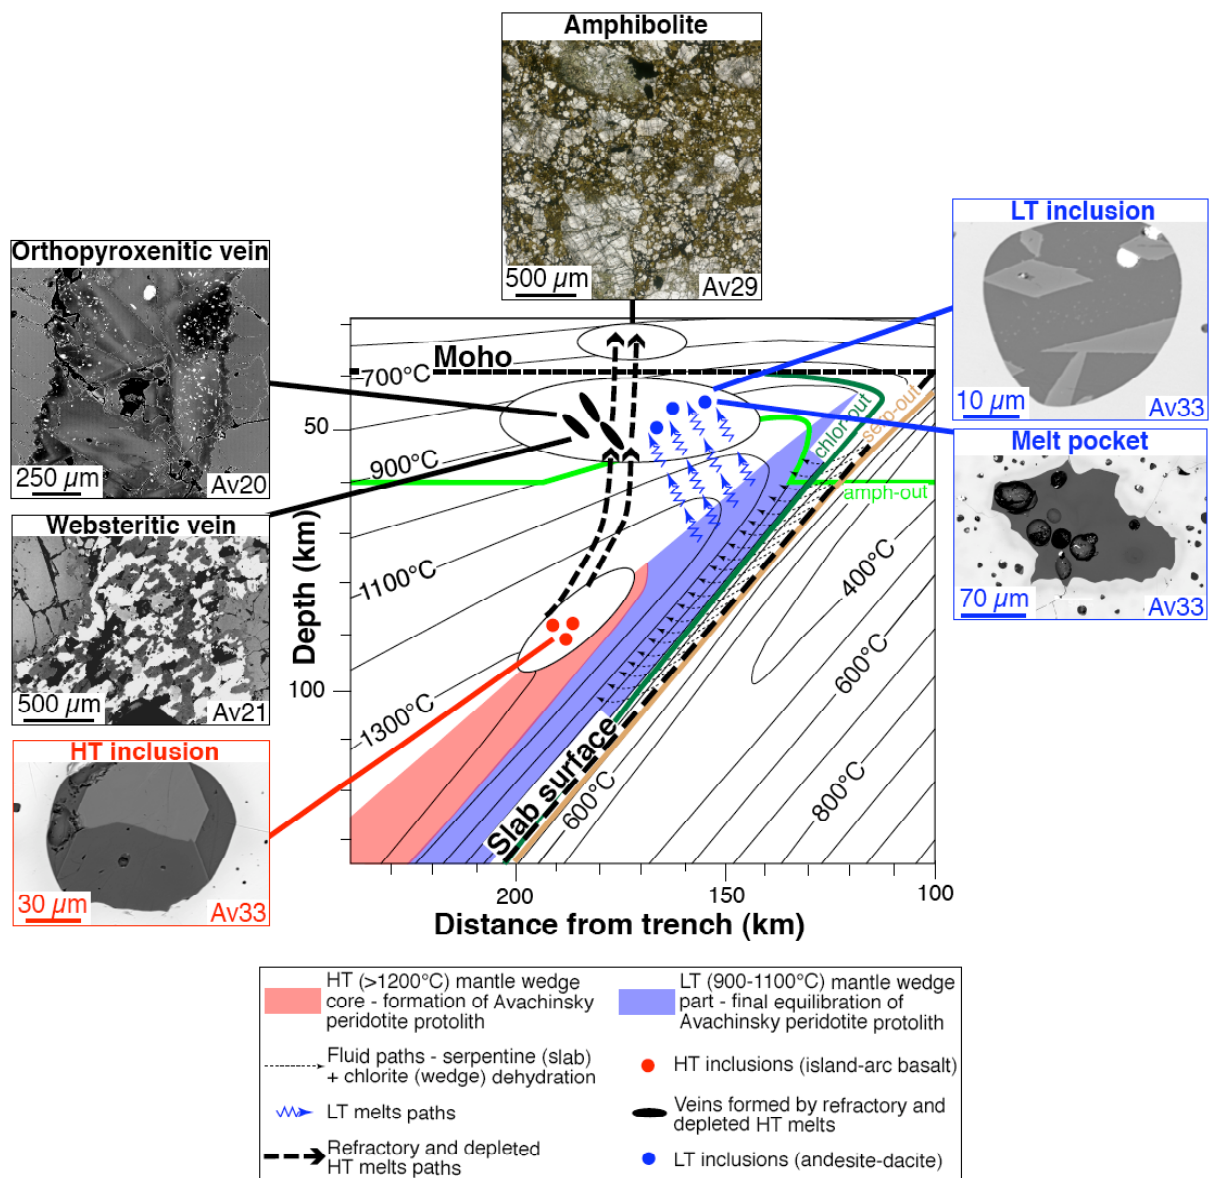 Amphibolite
500 µm
Av29
Orthopyroxenitic vein
250 µm
Av20
Websteritic vein
500 µm
Av21
HT inclusion
30 µm
Av33
LT inclusion
10 µm
Av33
Melt pocket
70 µm
Av33
Moho
700°C
900°C
1100°C
1300°C
chlor-out
serp-out
amph-out
400°C
600°C
800°C
600°C
Slab surface
50
100
Depth (km)
200
150
100
Distance from trench (km)
HT (>1200°C) mantle wedge
core - formation of Avachinsky
peridotite protolith
Fluid paths - serpentine (slab)
+ chlorite (wedge) dehydration
LT melts paths
Refractory and depleted
HT melts paths
LT (900-1100°C) mantle wedge
part - final equilibration of
Avachinsky peridotite protolith
HT inclusions (island-arc basalt)
Veins formed by refractory and
depleted HT melts
LT inclusions (andesite-dacite)